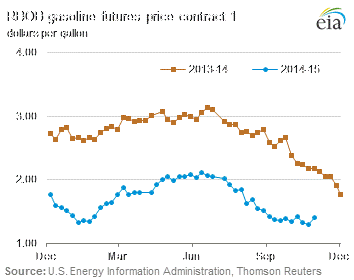 RBOB gasoline futures price contract 1
dollars per gallon
eia
4.00
2013-14
2014-15
3.00
2.00
1.00
Dec
Mar
Jun
Sep
Dec
Source: U.S. Energy Information Administration, Thomson Reuters